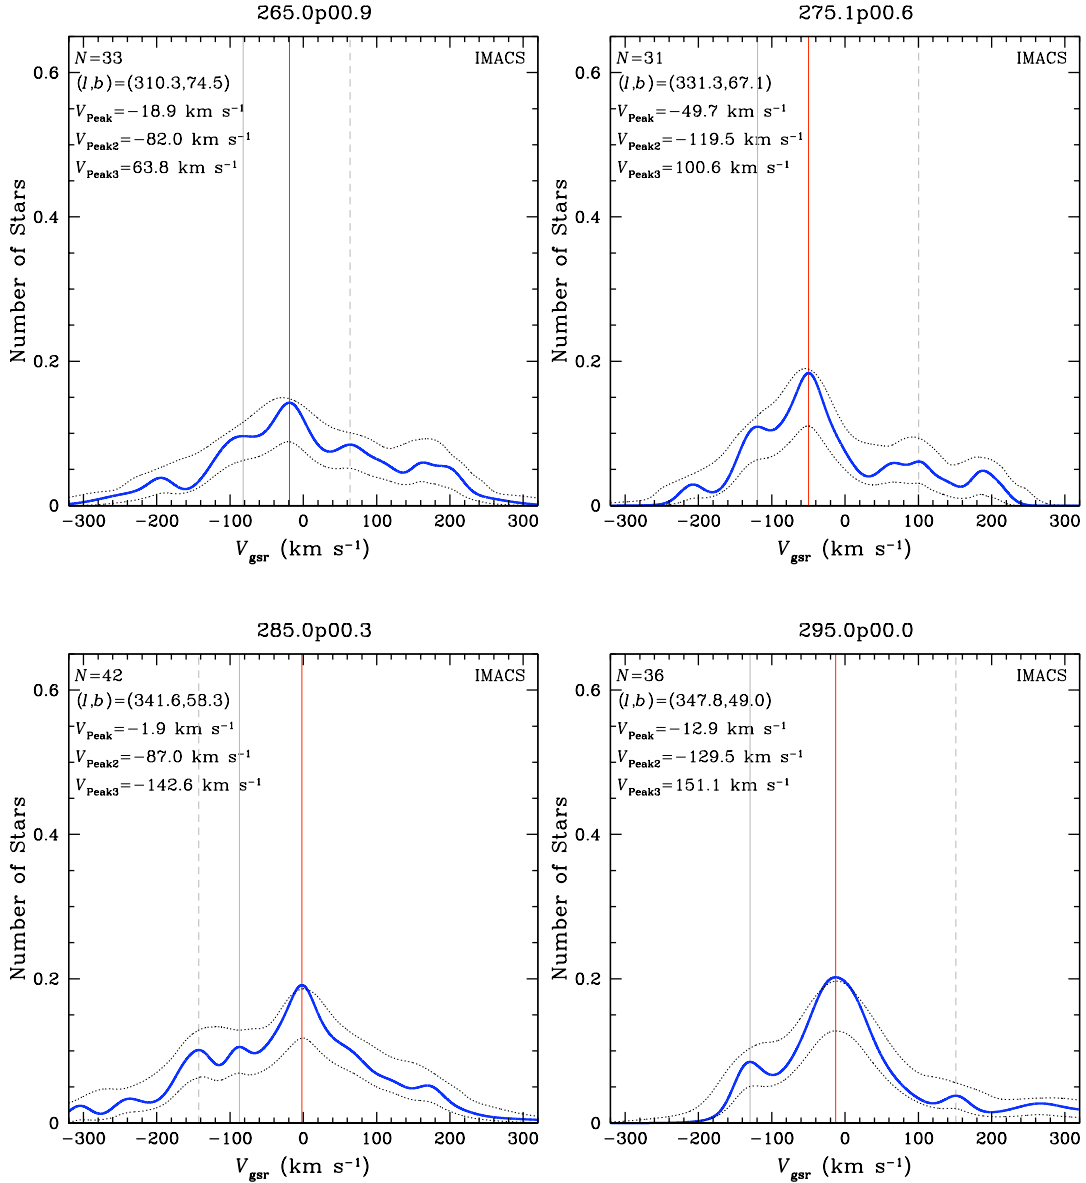 265.0p00.9
N=33 IMACS
(l,b)=(310.3,74.5)
V_Peak=−18.9 km s⁻¹
V_Peak2=−82.0 km s⁻¹
V_Peak3=63.8 km s⁻¹
0.6
0.4
0.2
0
Number of Stars
−300 −200 −100 0 100 200 300
V_gsr (km s⁻¹)
275.1p00.6
N=31 IMACS
(l,b)=(331.3,67.1)
V_Peak=−49.7 km s⁻¹
V_Peak2=−119.5 km s⁻¹
V_Peak3=100.6 km s⁻¹
0.6
0.4
0.2
0
Number of Stars
−300 −200 −100 0 100 200 300
V_gsr (km s⁻¹)
285.0p00.3
N=42 IMACS
(l,b)=(341.6,58.3)
V_Peak=−1.9 km s⁻¹
V_Peak2=−87.0 km s⁻¹
V_Peak3=−142.6 km s⁻¹
0.6
0.4
0.2
0
Number of Stars
−300 −200 −100 0 100 200 300
V_gsr (km s⁻¹)
295.0p00.0
N=36 IMACS
(l,b)=(347.8,49.0)
V_Peak=−12.9 km s⁻¹
V_Peak2=−129.5 km s⁻¹
V_Peak3=151.1 km s⁻¹
0.6
0.4
0.2
0
Number of Stars
−300 −200 −100 0 100 200 300
V_gsr (km s⁻¹)